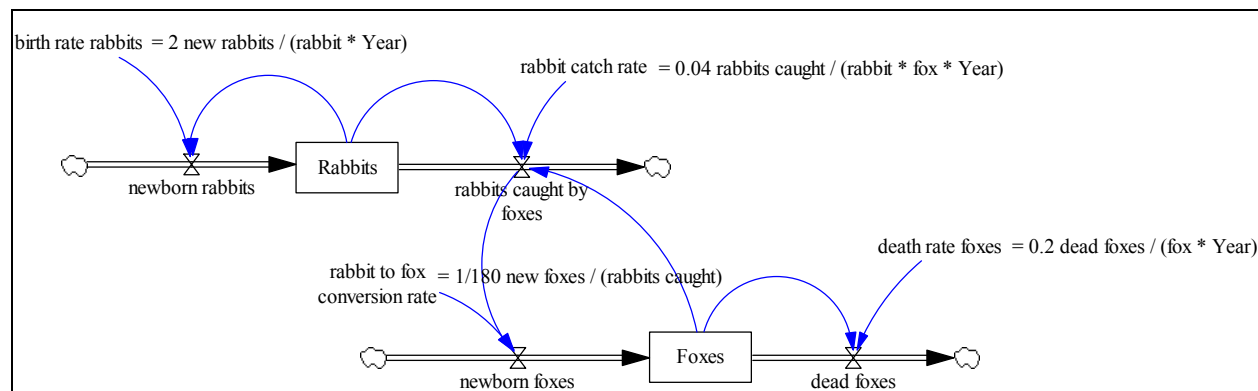 birth rate rabbits = 2 new rabbits / (rabbit * Year)
rabbit catch rate = 0.04 rabbits caught / (rabbit * fox * Year)
Rabbits
newborn rabbits
rabbits caught by
foxes
death rate foxes = 0.2 dead foxes / (fox * Year)
rabbit to fox
conversion rate
= 1/180 new foxes / (rabbits caught)
Foxes
newborn foxes
dead foxes